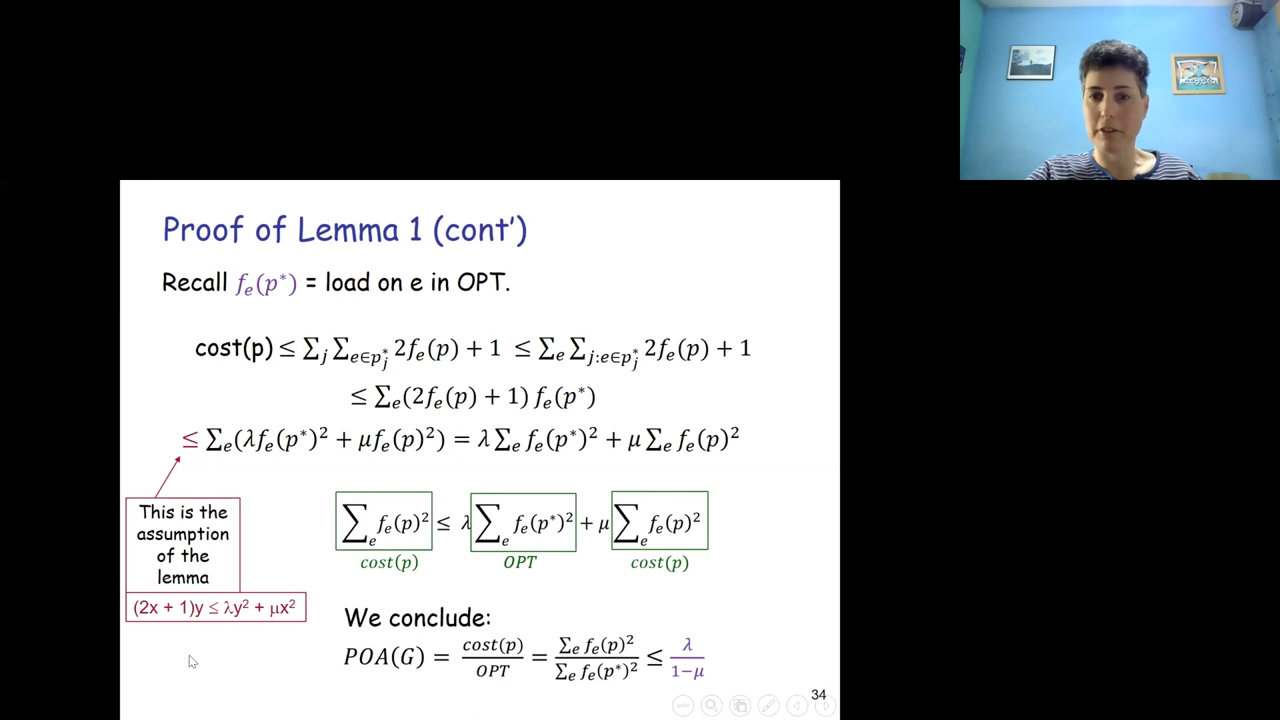 Proof of Lemma 1 (cont’)
Recall fₑ(p*) = load on e in OPT.
cost(p) ≤ ∑ⱼ ∑_{e∈p*ⱼ} 2fₑ(p) + 1 ≤ ∑ₑ ∑_{j:e∈p*ⱼ} 2fₑ(p) + 1
≤ ∑ₑ(2fₑ(p) + 1) fₑ(p*)
≤ ∑ₑ(λfₑ(p*)² + μfₑ(p)²) = λ∑ₑ fₑ(p*)² + μ∑ₑ fₑ(p)²
This is the
assumption
of the
lemma
(2x + 1)y ≤ λy² + μx²
∑ₑ fₑ(p)² ≤ λ∑ₑ fₑ(p*)² + μ∑ₑ fₑ(p)²
cost(p) OPT cost(p)
We conclude:
POA(G) = cost(p)/OPT = ∑ₑ fₑ(p)²/∑ₑ fₑ(p*)² ≤ λ/1−μ
34